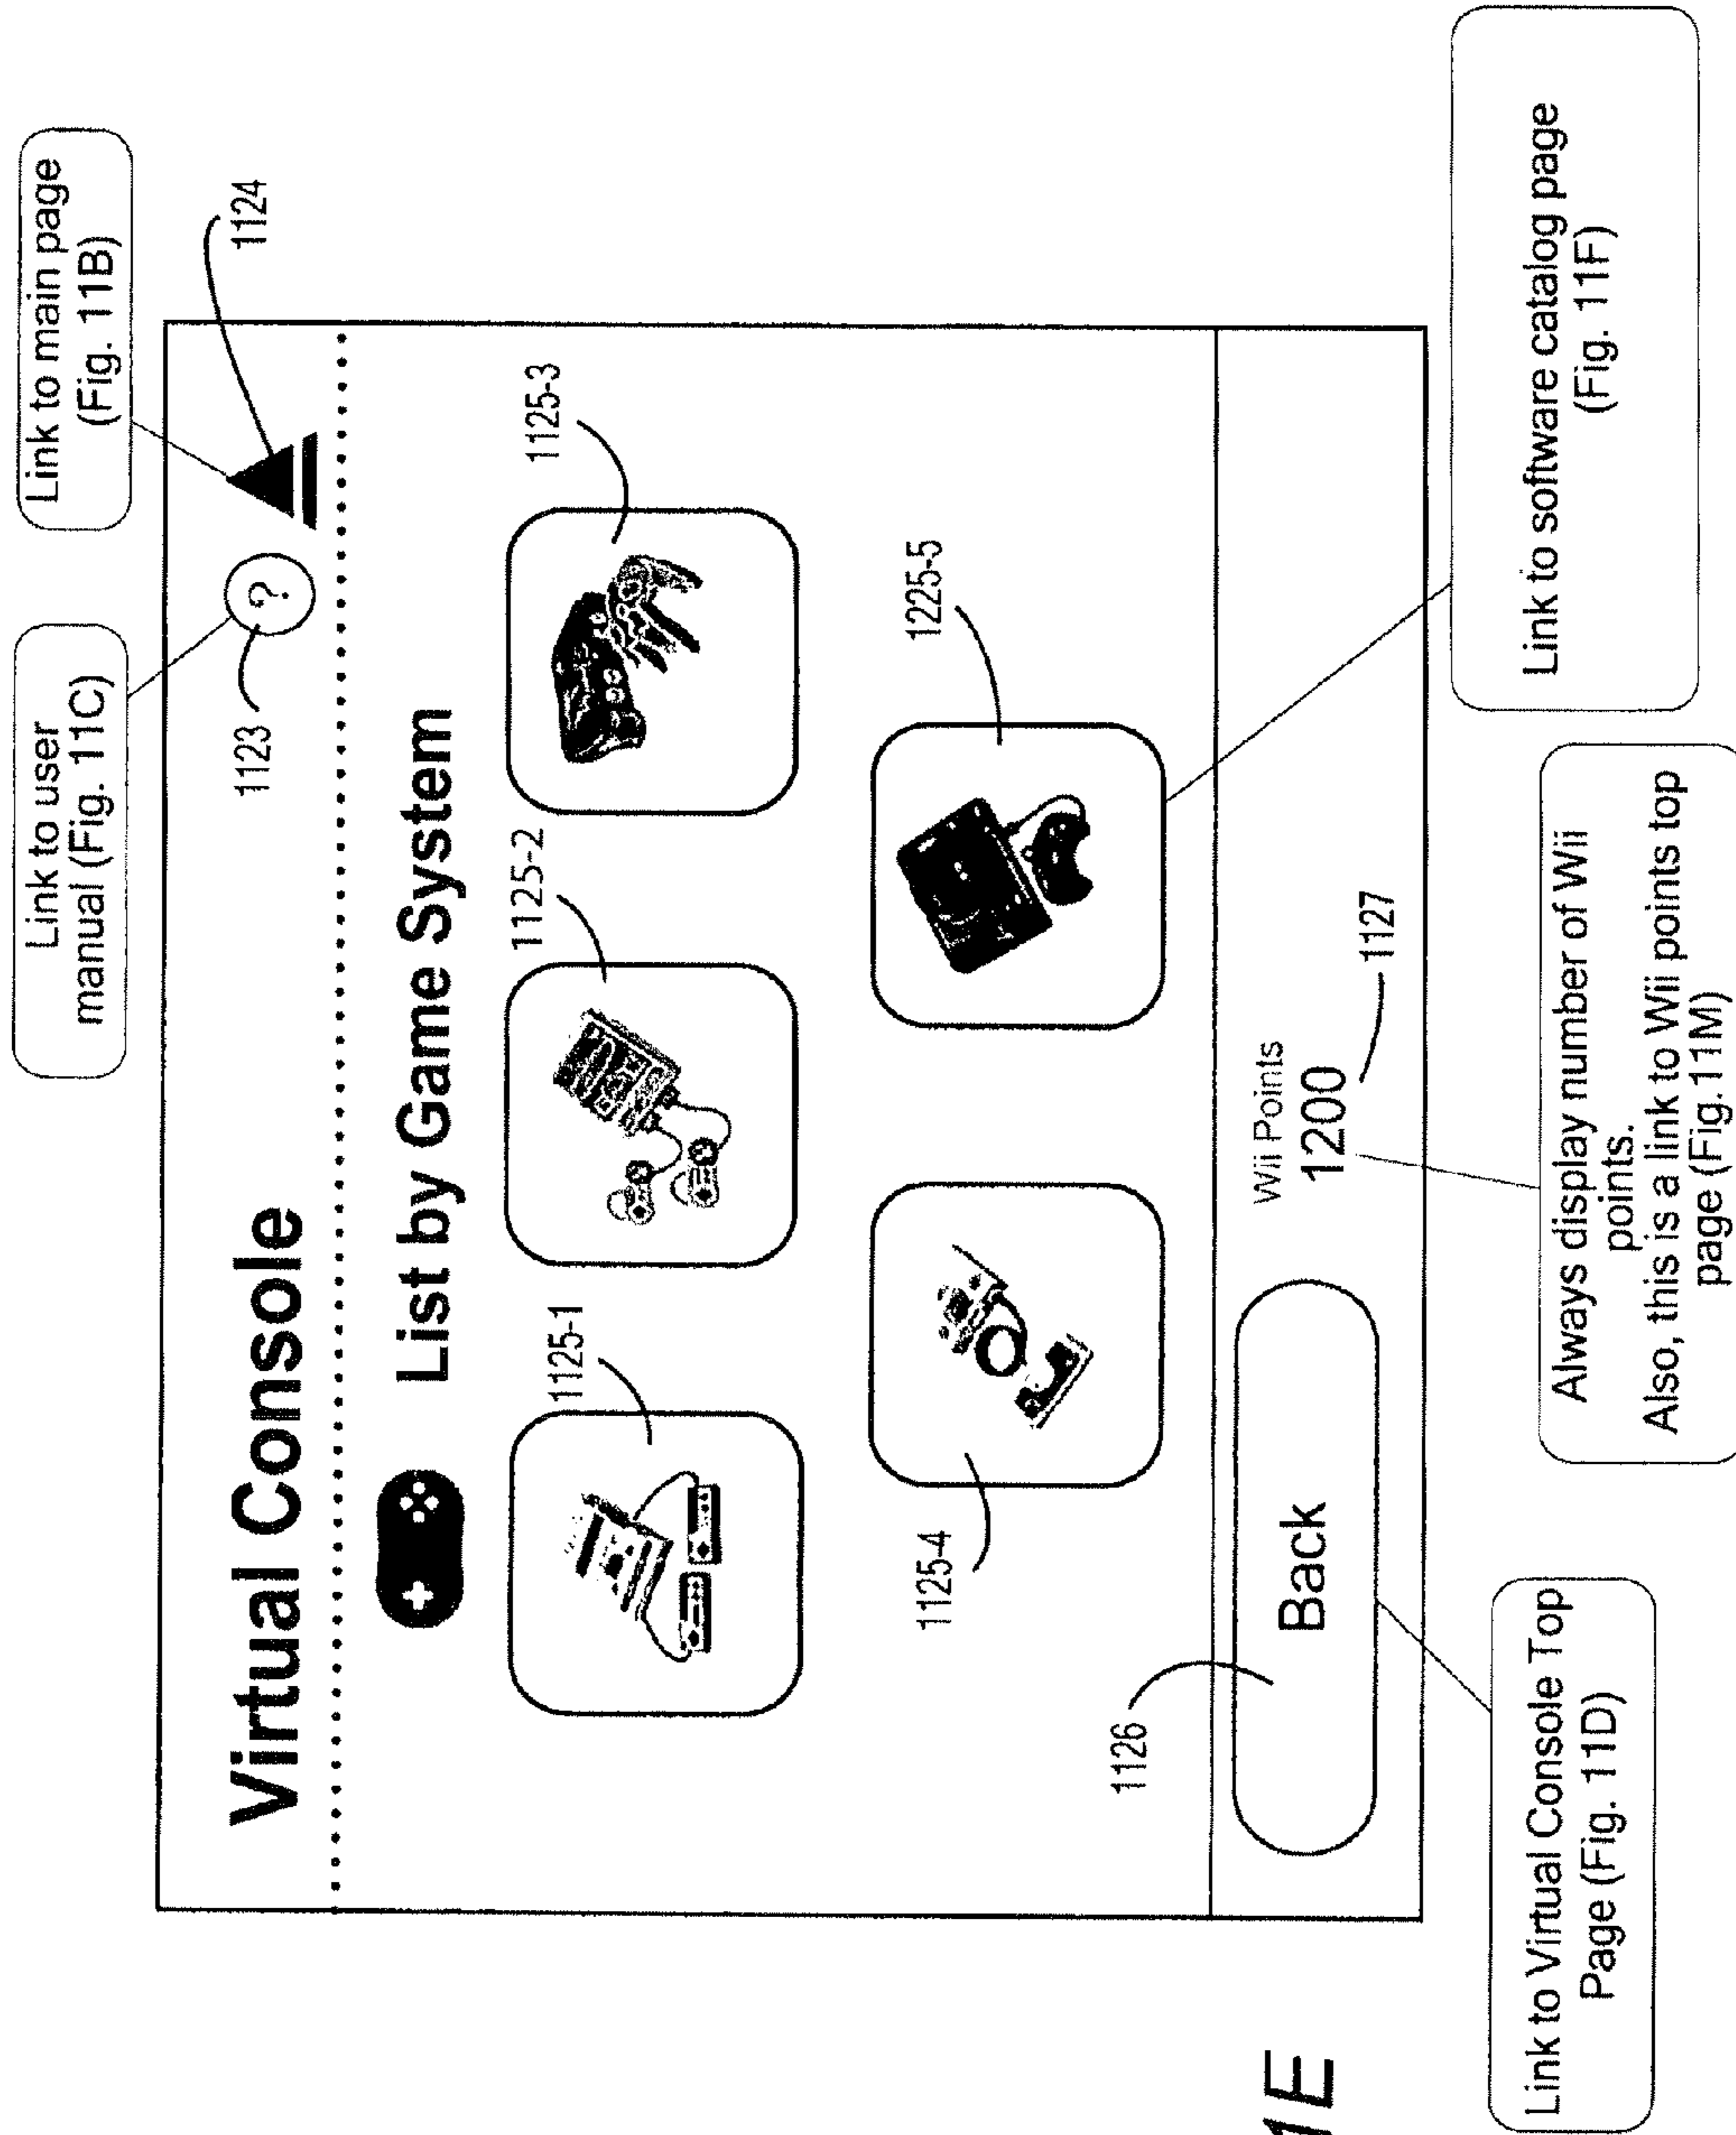 Link to user
manual (Fig. 11C)
Link to main page
(Fig. 11B)
Virtual Console
?
1123
1124
List by Game System
1125-1
1125-2
1125-3
1125-4
1225-5
1126
Back
Wii Points
1200
1127
Link to Virtual Console Top
Page (Fig. 11D)
Always display number of Wii
points.
Also, this is a link to Wii points top
page (Fig.11M)
Link to software catalog page
(Fig. 11F)
1E